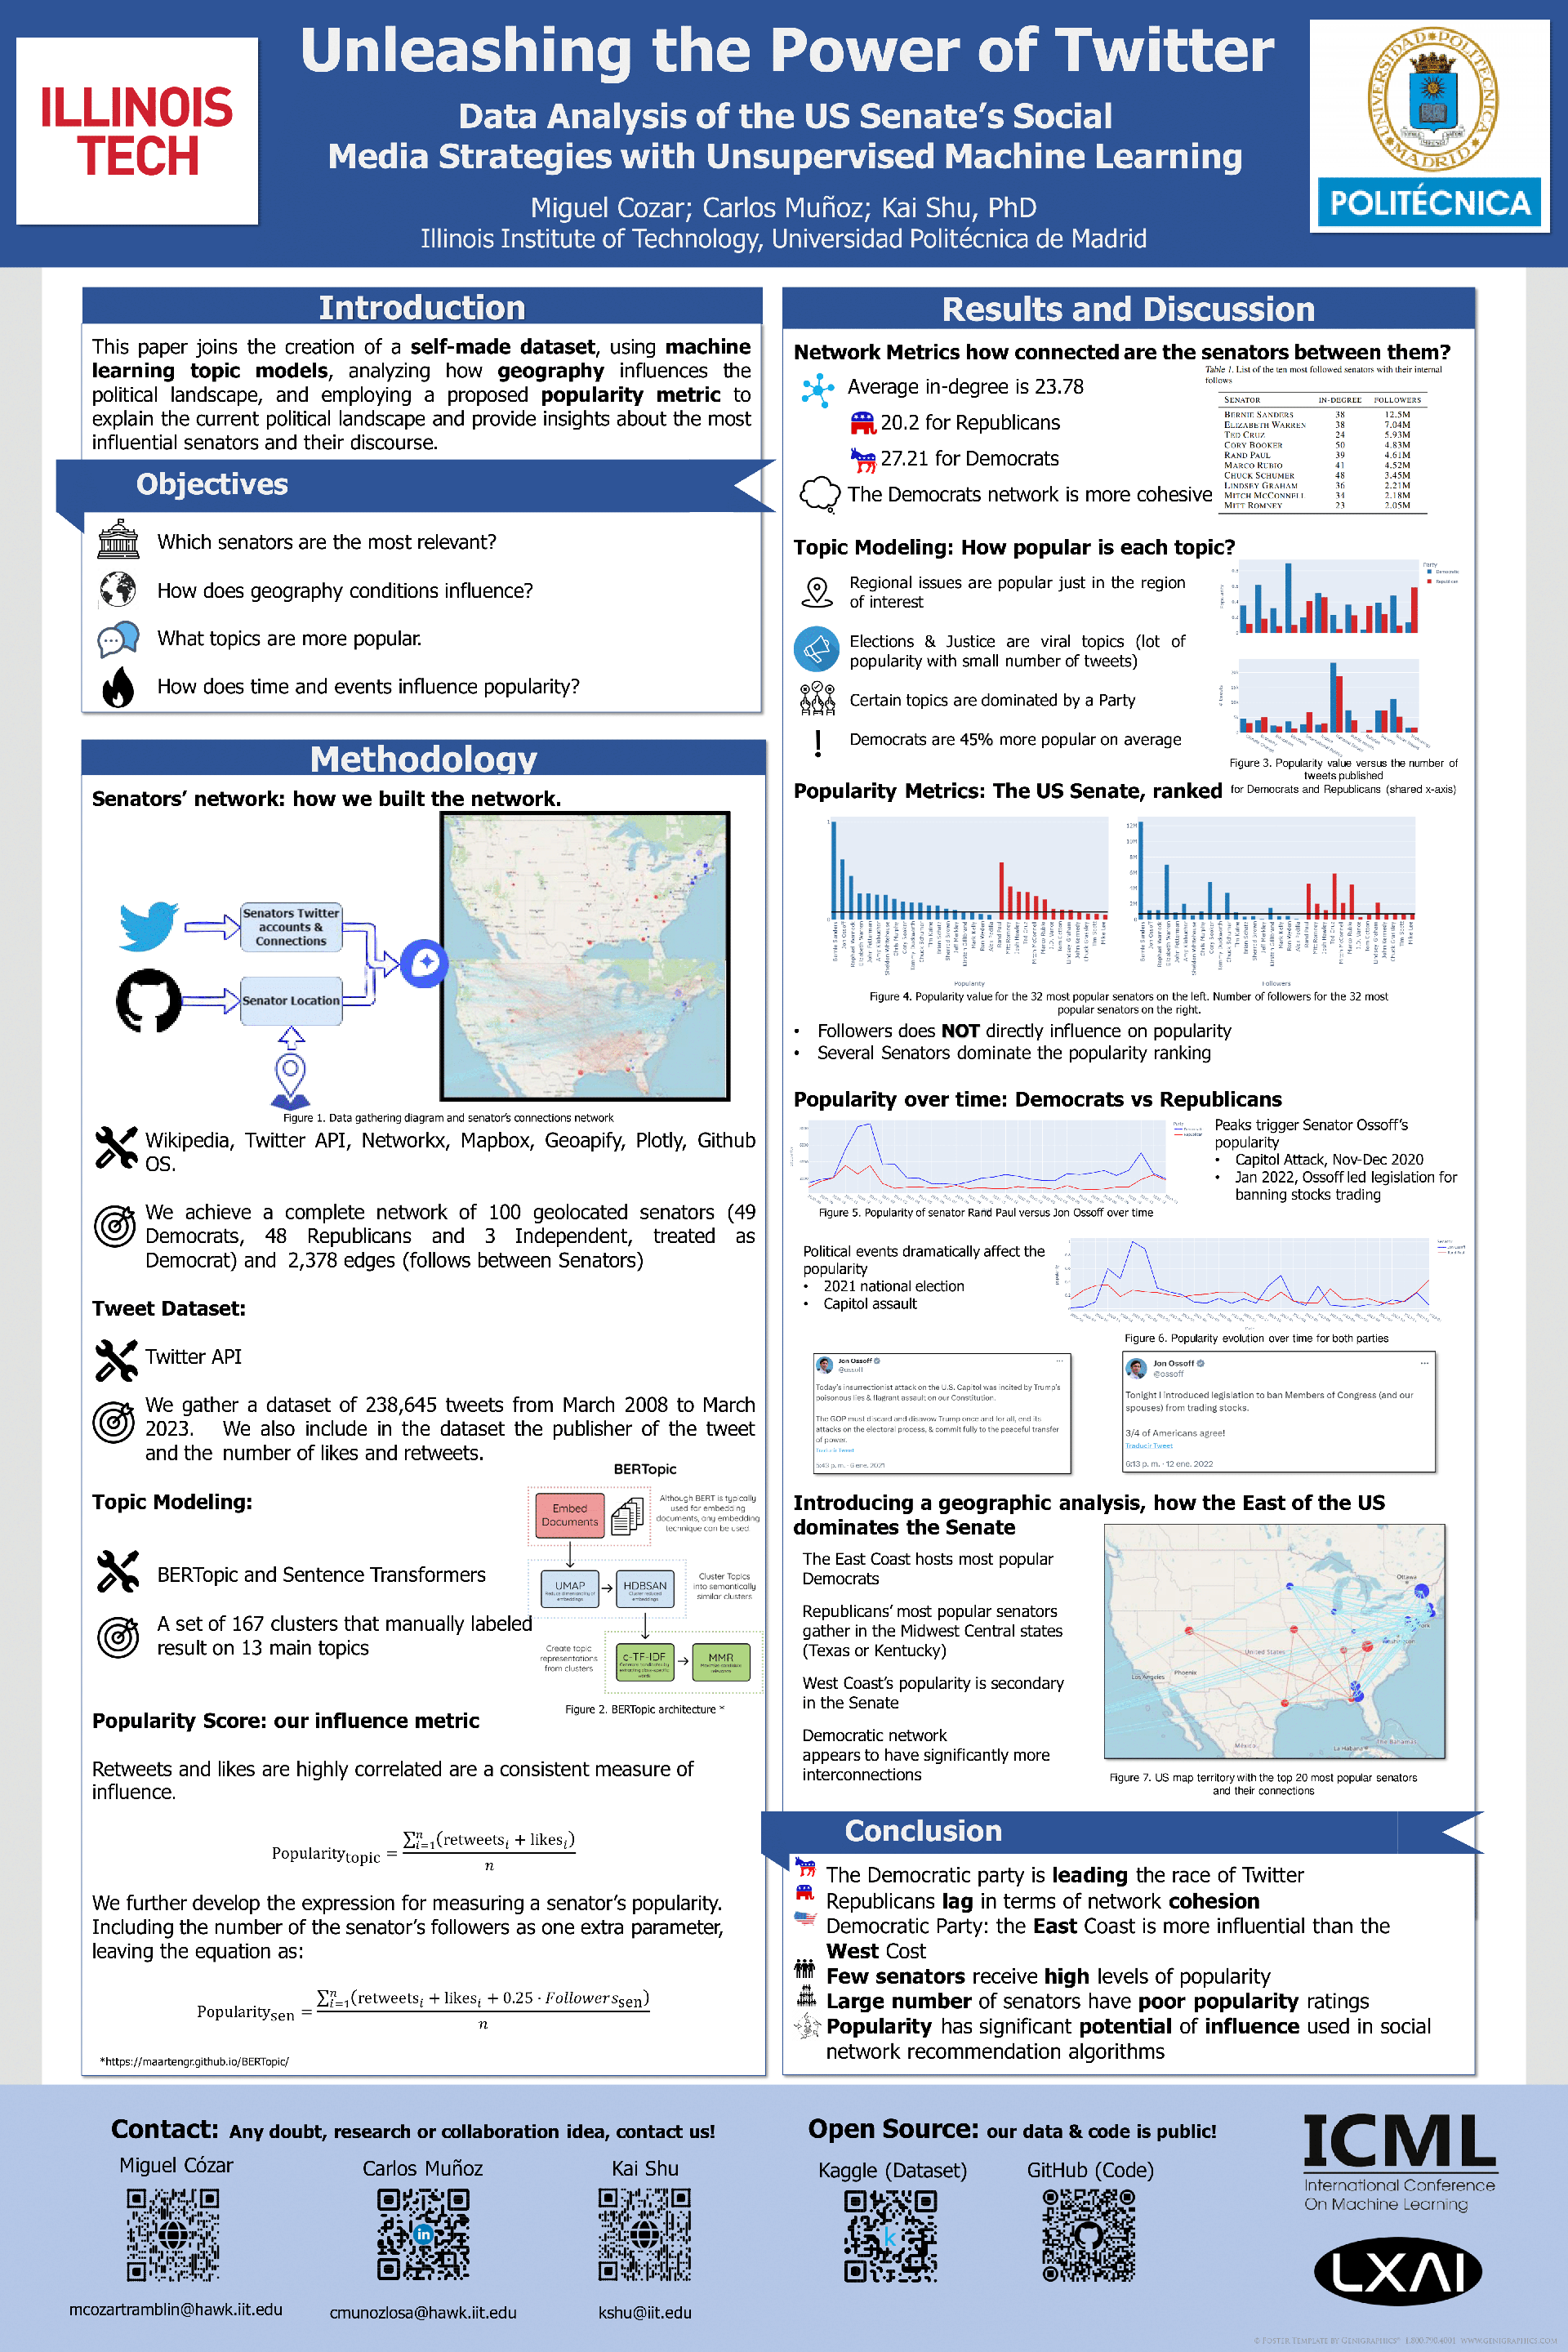 Unleashing the Power of Twitter
Data Analysis of the US Senate's Social
Media Strategies with Unsupervised Machine Learning
Miguel Cozar; Carlos Muñoz; Kai Shu, PhD
Illinois Institute of Technology, Universidad Politécnica de Madrid
ILLINOIS
TECH
UNIVERSIDAD POLITÉCNICA
MADRID
POLITÉCNICA
Introduction
This paper joins the creation of a self-made dataset, using machine
learning topic models, analyzing how geography influences the
political landscape, and employing a proposed popularity metric to
explain the current political landscape and provide insights about the most
influential senators and their discourse.
Objectives
Which senators are the most relevant?
How does geography conditions influence?
What topics are more popular.
How does time and events influence popularity?
Methodology
Senators' network: how we built the network.
Senators Twitter
accounts &
Connections
Senator Location
Figure 1. Data gathering diagram and senator's connections network
Wikipedia, Twitter API, Networkx, Mapbox, Geoapify, Plotly, Github
OS.
We achieve a complete network of 100 geolocated senators (49
Democrats, 48 Republicans and 3 Independent, treated as
Democrat) and 2,378 edges (follows between Senators)
Tweet Dataset:
Twitter API
We gather a dataset of 238,645 tweets from March 2008 to March
2023. We also include in the dataset the publisher of the tweet
and the number of likes and retweets.
Topic Modeling:
BERTopic and Sentence Transformers
A set of 167 clusters that manually labeled
result on 13 main topics
BERTopic
Embed
Documents
Although BERT is typically
used for embedding
documents, any embedding
technique can be used
UMAP
HDBSAN
Cluster Topics
into semantically
similar clusters
Create topic
representations
from clusters
c-TF-IDF
MMR
Figure 2. BERTopic architecture *
Popularity Score: our influence metric
Retweets and likes are highly correlated are a consistent measure of
influence.
Popularity_topic = ∑ⁿᵢ₌₁(retweetsᵢ + likesᵢ) / n
We further develop the expression for measuring a senator's popularity.
Including the number of the senator's followers as one extra parameter,
leaving the equation as:
Popularity_sen = ∑ⁿᵢ₌₁(retweetsᵢ + likesᵢ + 0.25 · Followers_sen) / n
*https://maartengr.github.io/BERTopic/
Results and Discussion
Network Metrics how connected are the senators between them?
Average in-degree is 23.78
20.2 for Republicans
27.21 for Democrats
The Democrats network is more cohesive
Table 1. List of the ten most followed senators with their internal
follows
SENATOR IN-DEGREE FOLLOWERS
BERNIE SANDERS 38 12.5M
ELIZABETH WARREN 38 7.04M
TED CRUZ 24 5.93M
CORY BOOKER 50 4.83M
RAND PAUL 39 4.61M
MARCO RUBIO 41 4.52M
CHUCK SCHUMER 48 3.45M
LINDSEY GRAHAM 36 2.21M
MITCH MCCONNELL 34 2.18M
MITT ROMNEY 23 2.05M
Topic Modeling: How popular is each topic?
Regional issues are popular just in the region
of interest
Elections & Justice are viral topics (lot of
popularity with small number of tweets)
Certain topics are dominated by a Party
Democrats are 45% more popular on average
Figure 3. Popularity value versus the number of
tweets published
for Democrats and Republicans (shared x-axis)
Popularity Metrics: The US Senate, ranked
Popularity
Followers
Figure 4. Popularity value for the 32 most popular senators on the left. Number of followers for the 32 most
popular senators on the right.
• Followers does NOT directly influence on popularity
• Several Senators dominate the popularity ranking
Popularity over time: Democrats vs Republicans
Figure 5. Popularity of senator Rand Paul versus Jon Ossoff over time
Peaks trigger Senator Ossoff's
popularity
• Capitol Attack, Nov-Dec 2020
• Jan 2022, Ossoff led legislation for
banning stocks trading
Political events dramatically affect the
popularity
• 2021 national election
• Capitol assault
Figure 6. Popularity evolution over time for both parties
Jon Ossoff
@ossoff
Today's insurrectionist attack on the U.S. Capitol was incited by Trump's
poisonous lies & flagrant assault on our Constitution.
The GOP must discard and disavow Trump once and for all, end its
attacks on the electoral process, & commit fully to the peaceful transfer
of power.
5:43 p. m. · 6 ene. 2021
Jon Ossoff
@ossoff
Tonight I introduced legislation to ban Members of Congress (and our
spouses) from trading stocks.
3/4 of Americans agree!
Traducir Tweet
6:13 p. m. · 12 ene. 2022
Introducing a geographic analysis, how the East of the US
dominates the Senate
The East Coast hosts most popular
Democrats
Republicans' most popular senators
gather in the Midwest Central states
(Texas or Kentucky)
West Coast's popularity is secondary
in the Senate
Democratic network
appears to have significantly more
interconnections
Ottawa
United States
Los Angeles
Phoenix
Washington
México
La Habana
The Bahamas
Figure 7. US map territory with the top 20 most popular senators
and their connections
Conclusion
The Democratic party is leading the race of Twitter
Republicans lag in terms of network cohesion
Democratic Party: the East Coast is more influential than the
West Cost
Few senators receive high levels of popularity
Large number of senators have poor popularity ratings
Popularity has significant potential of influence used in social
network recommendation algorithms
Contact: Any doubt, research or collaboration idea, contact us!
Miguel Cózar
Carlos Muñoz
Kai Shu
in
mcozartramblin@hawk.iit.edu
cmunozlosa@hawk.iit.edu
kshu@iit.edu
Open Source: our data & code is public!
Kaggle (Dataset)
GitHub (Code)
k
ICML
International Conference
On Machine Learning
LXAI
© POSTER TEMPLATE BY GENIGRAPHICS® 1.800.790.4001 WWW.GENIGRAPHICS.COM